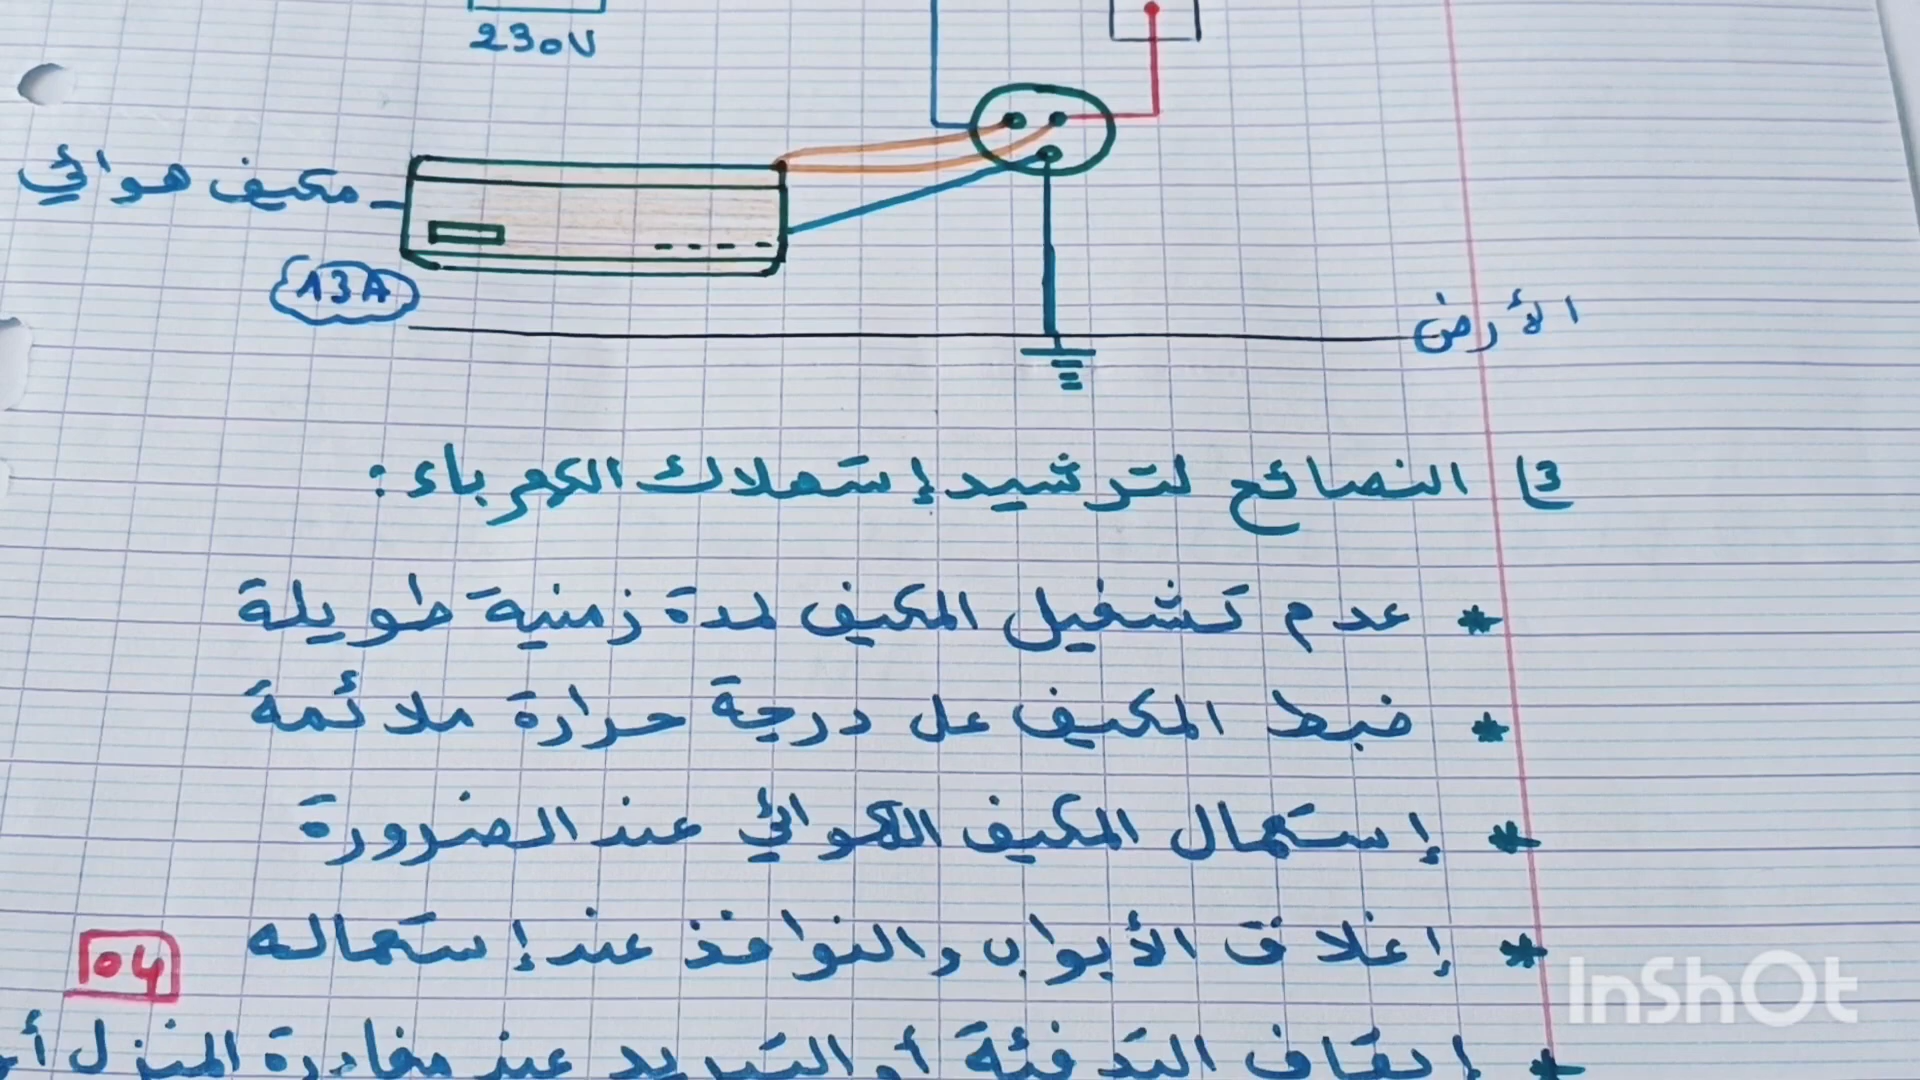 230V
مكيف هوائي
13A
الأرض
3) النصائح لترشيد إستهلاك الكهرباء:
* عدم تشغيل المكيف لمدة زمنية طويلة
* ضبط المكيف على درجة حرارة ملائمة
* إستعمال المكيف الهوائي عند الضرورة
* إغلاق الأبواب والنوافذ عند إستعماله
04
* إيقاف التدفئة أو التبريد عند مغادرة المنزل
InShOt